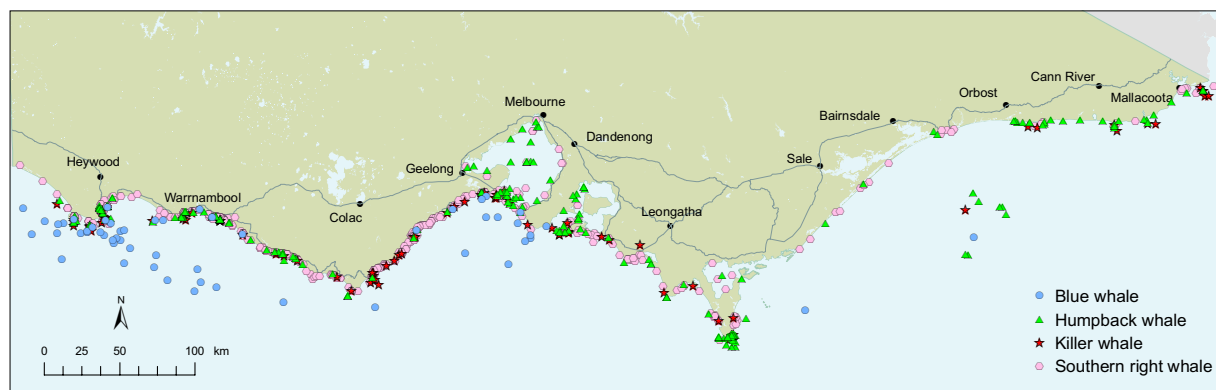 Cann River
Orbost
Mallacoota
Melbourne
Bairnsdale
Dandenong
Heywood
Geelong
Sale
Warrnambool
Colac
Leongatha
N
Blue whale
Humpback whale
Killer whale
Southern right whale
0 25 50 100 km